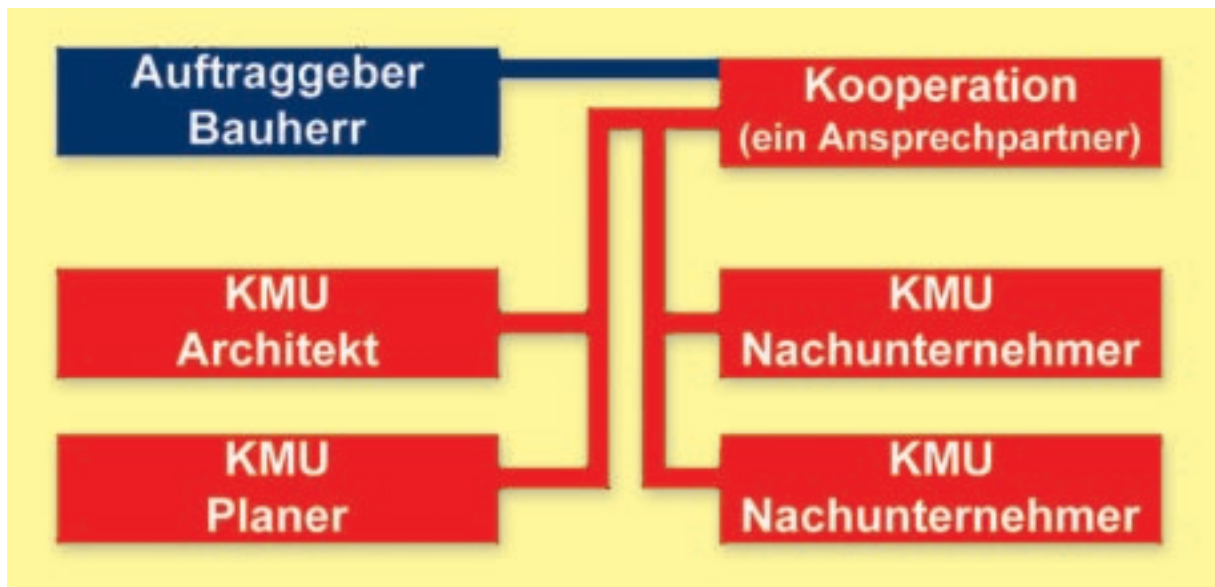 Auftraggeber
Bauherr
Kooperation
(ein Ansprechpartner)
KMU
Architekt
KMU
Nachunternehmer
KMU
Planer
KMU
Nachunternehmer